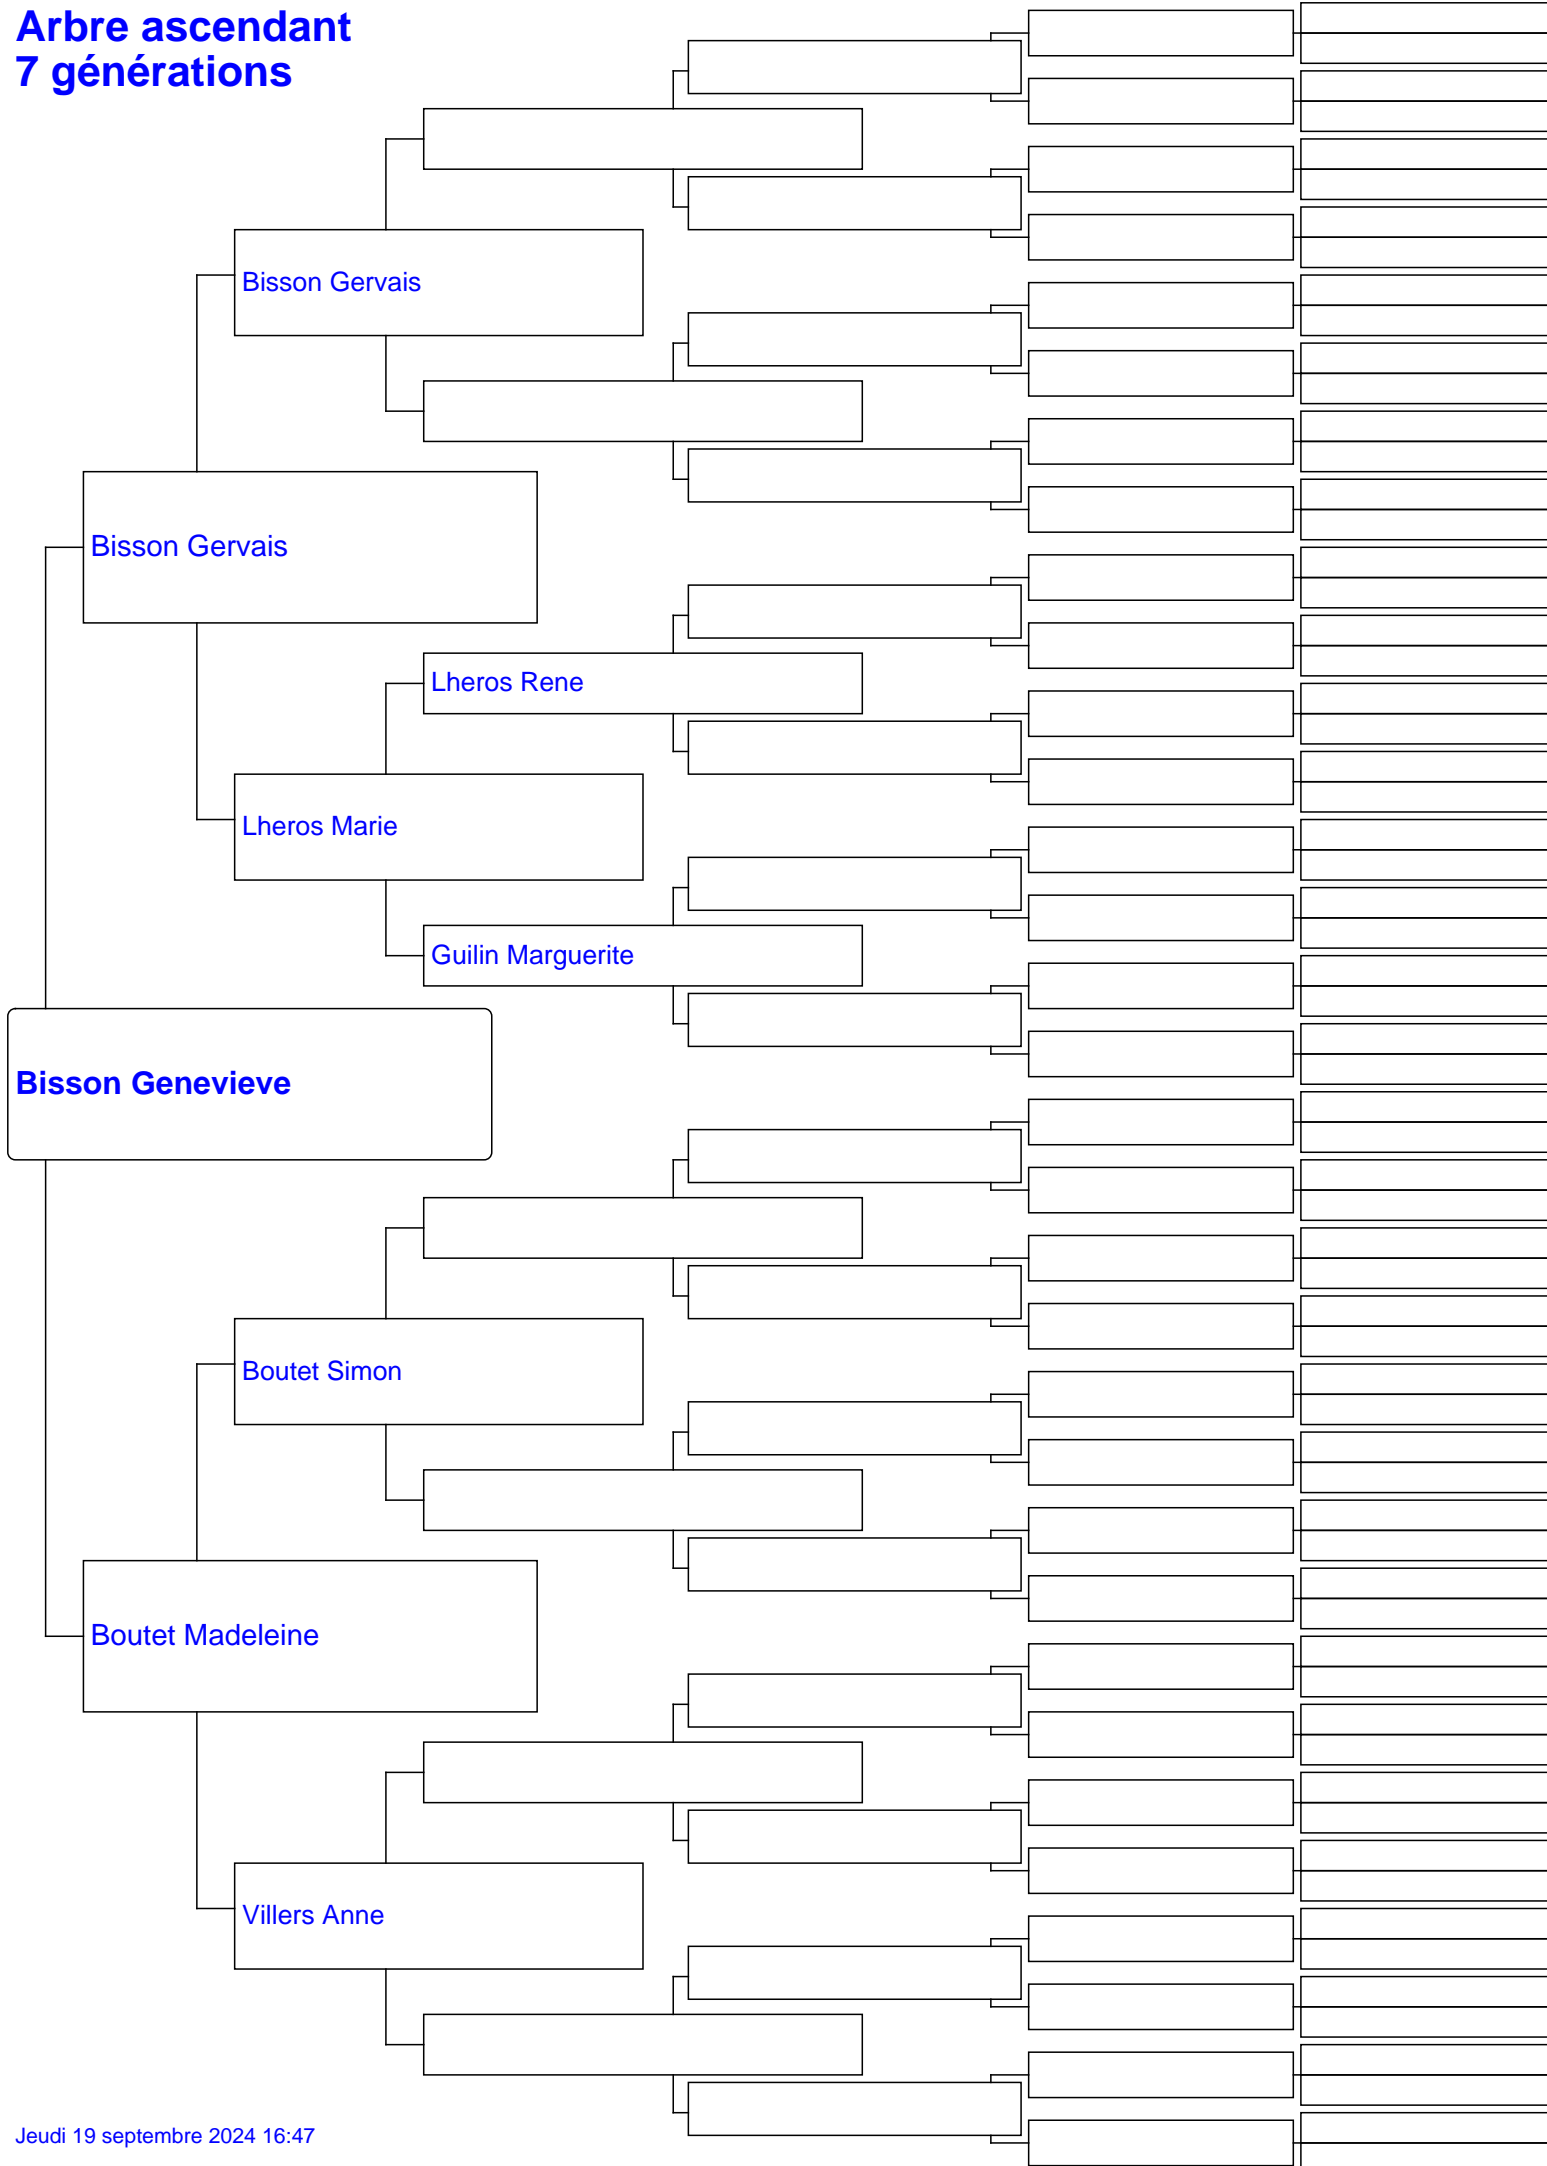 Arbre ascendant
7 générations
Bisson Gervais
Bisson Gervais
Lheros Rene
Lheros Marie
Guilin Marguerite
Bisson Genevieve
Boutet Simon
Boutet Madeleine
Villers Anne
Jeudi 19 septembre 2024 16:47